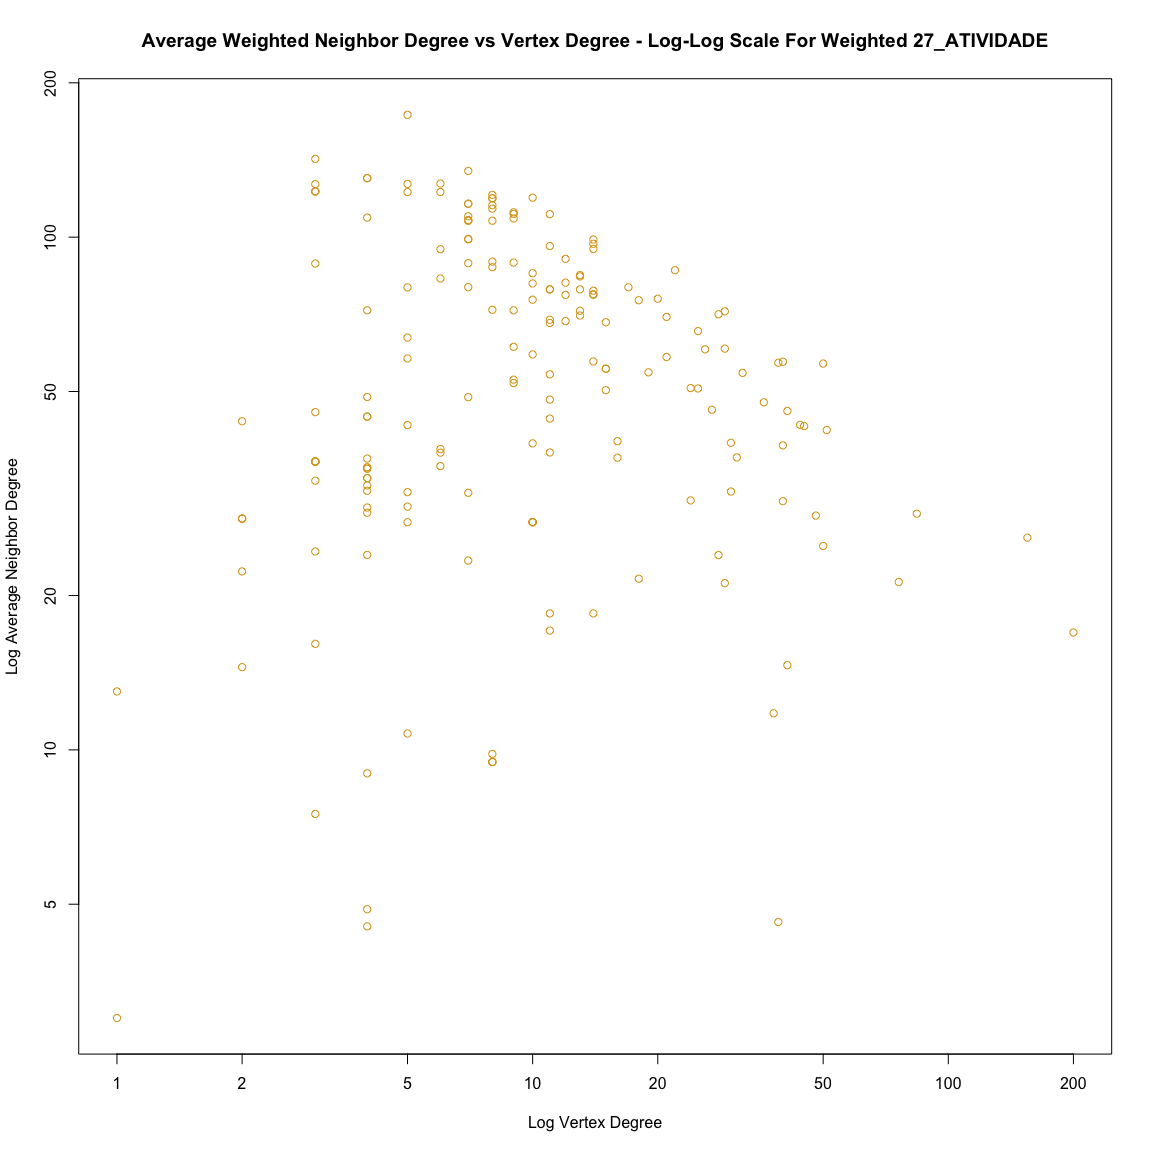 Average Weighted Neighbor Degree vs Vertex Degree - Log-Log Scale For Weighted 27_ATIVIDADE
200
100
50
20
10
5
Log Average Neighbor Degree
1 2 5 10 20 50 100 200
Log Vertex Degree